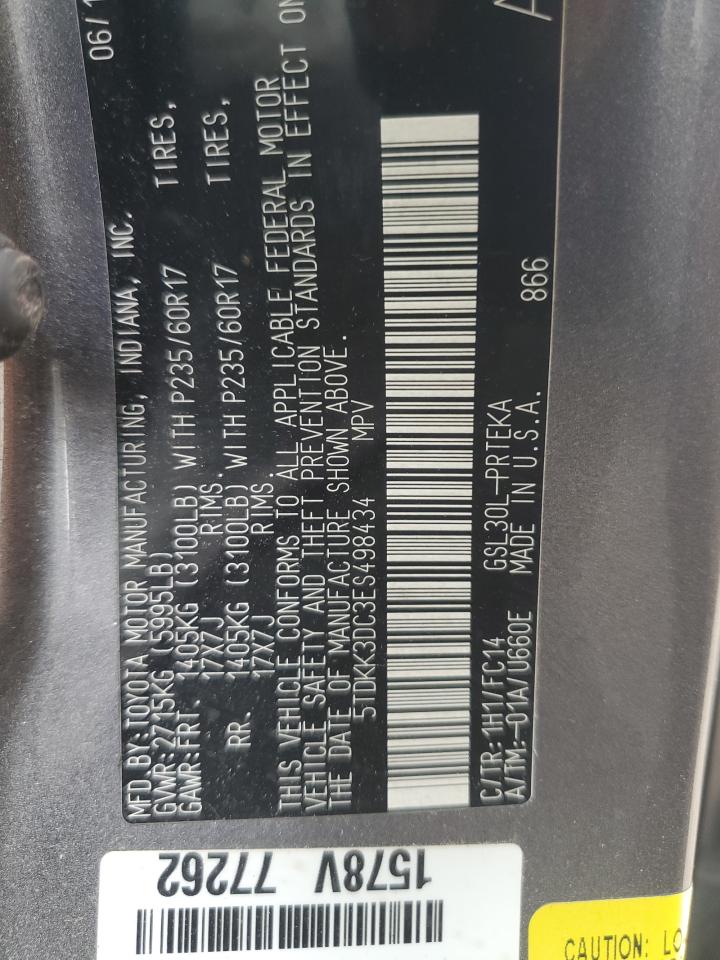 MFD.BY:TOYOTA MOTOR MANUFACTURING, INDIANA, INC. 06/1
GVWR:2715KG (5995LB)
GAWR:FRT 1405KG (3100LB) WITH P235/60R17 TIRES,
17X7J RIMS.
RR. 1405KG (3100LB) WITH P235/60R17 TIRES,
17X7J RIMS.
THIS VEHICLE CONFORMS TO ALL APPLICABLE FEDERAL MOTOR
VEHICLE SAFETY AND THEFT PREVENTION STANDARDS IN EFFECT ON
THE DATE OF MANUFACTURE SHOWN ABOVE.
5TDKK3DC3ES498434 MPV
C/TR:1H1/FC14 GSL30L-PRTEKA 866
A/TM:-01A/U660E MADE IN U.S.A.
1578V 77262
CAUTION: LO